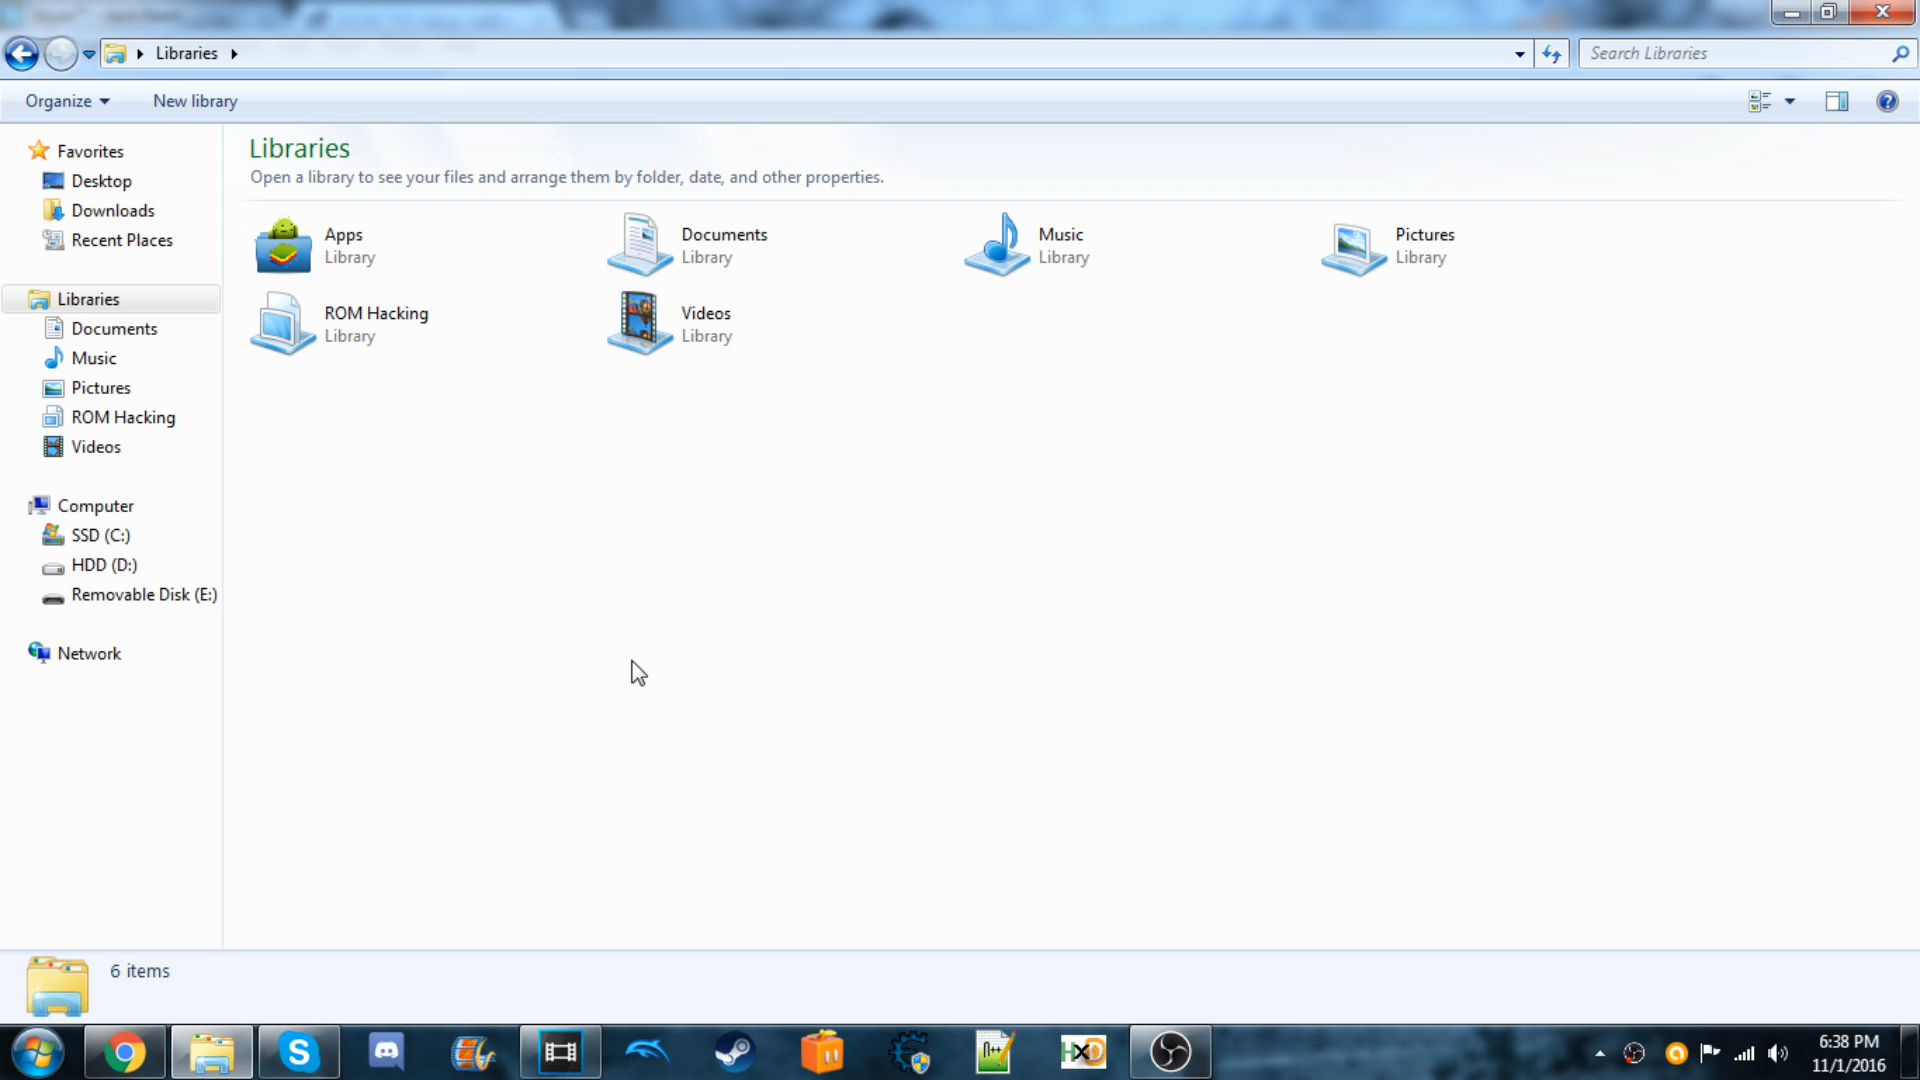 Libraries
Search Libraries
Organize
New library
Favorites
Desktop
Downloads
Recent Places
Libraries
Documents
Music
Pictures
ROM Hacking
Videos
Computer
SSD (C:)
HDD (D:)
Removable Disk (E:)
Network
Libraries
Open a library to see your files and arrange them by folder, date, and other properties.
Apps
Library
Documents
Library
Music
Library
Pictures
Library
ROM Hacking
Library
Videos
Library
6 items
HXD
6:38 PM
11/1/2016